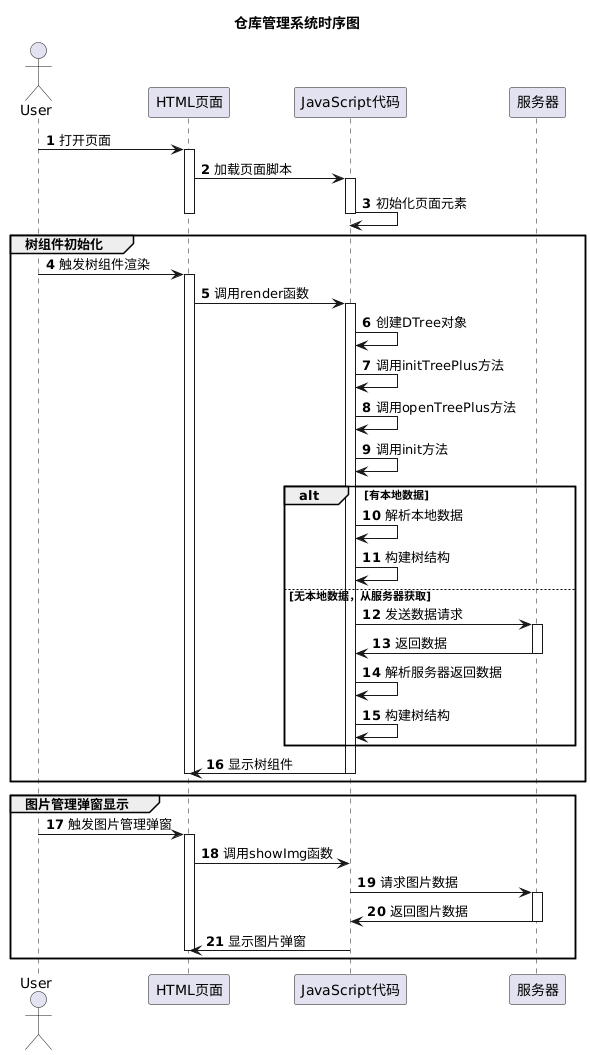 仓库管理系统时序图
User
HTML页面
JavaScript代码
服务器
1 打开页面
2 加载页面脚本
3 初始化页面元素
树组件初始化
4 触发树组件渲染
5 调用render函数
6 创建DTree对象
7 调用initTreePlus方法
8 调用openTreePlus方法
9 调用init方法
alt [有本地数据]
10 解析本地数据
11 构建树结构
[无本地数据，从服务器获取]
12 发送数据请求
13 返回数据
14 解析服务器返回数据
15 构建树结构
16 显示树组件
图片管理弹窗显示
17 触发图片管理弹窗
18 调用showImg函数
19 请求图片数据
20 返回图片数据
21 显示图片弹窗
User
HTML页面
JavaScript代码
服务器